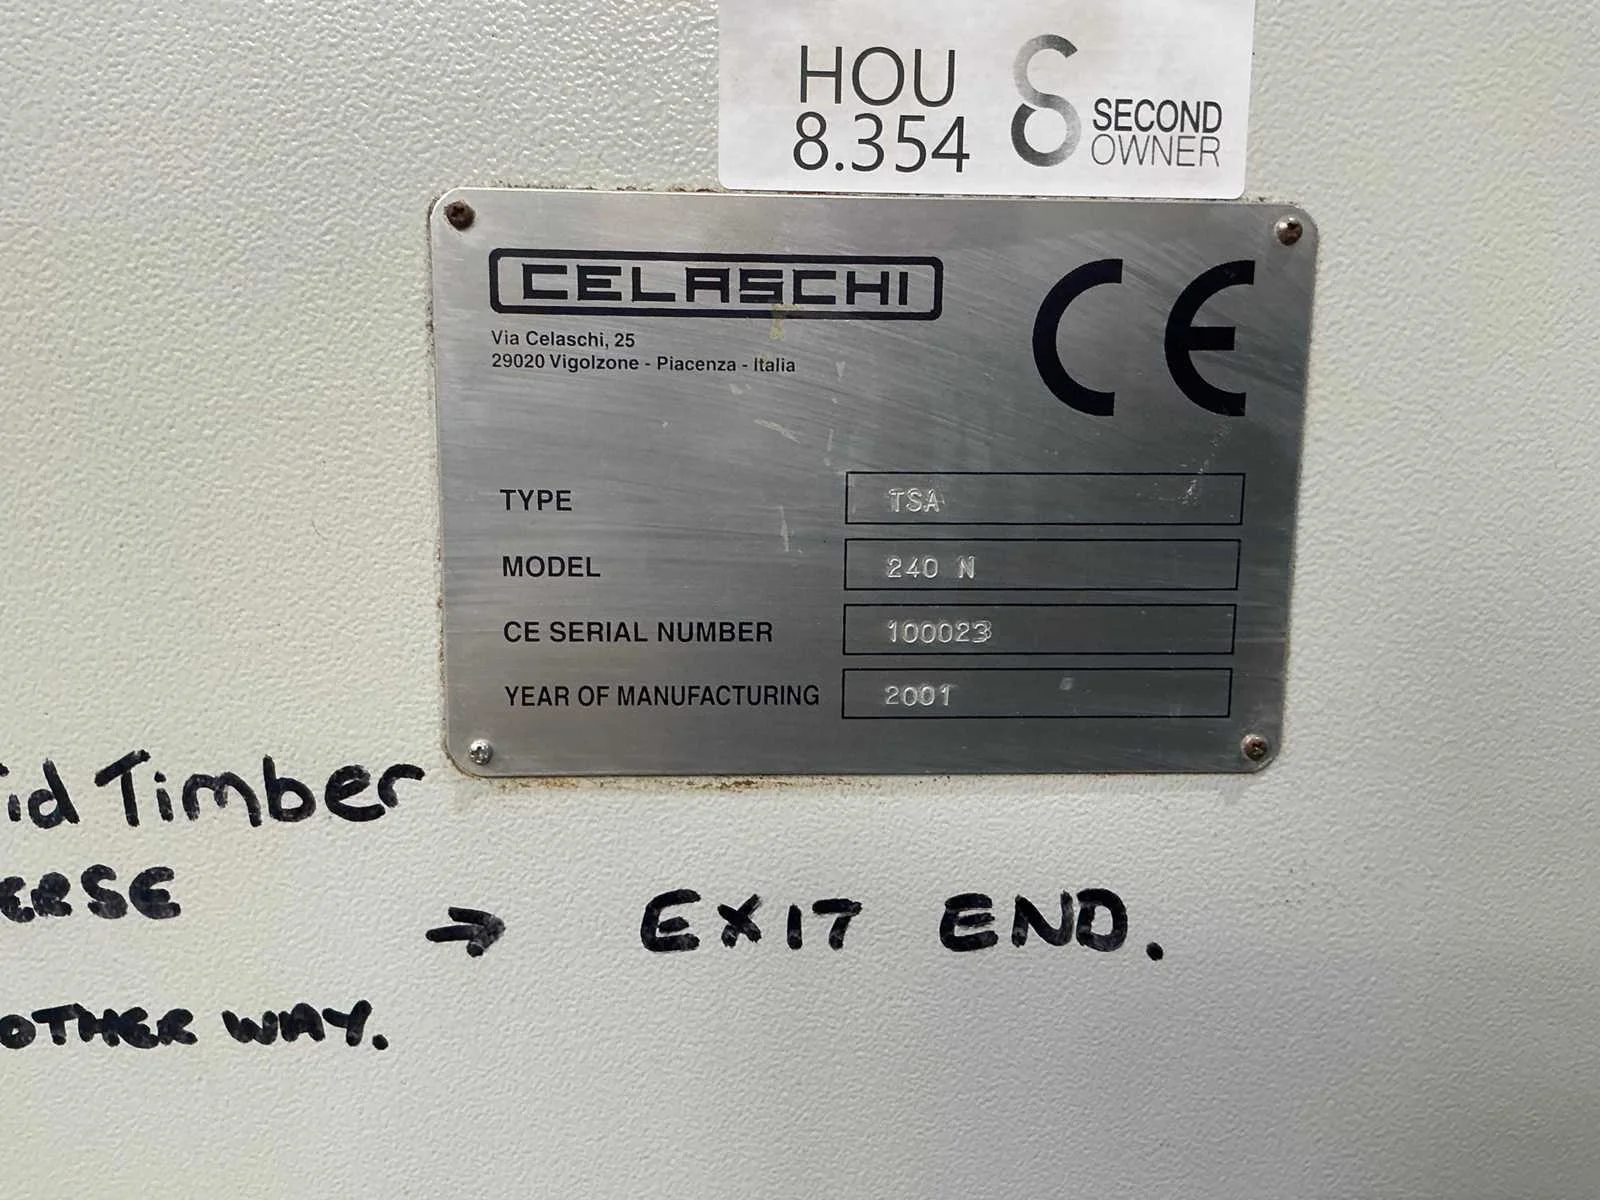 HOU
8.354
SECOND
OWNER
CELASCHI
CE
Via Celaschi, 25
29020 Vigolzone - Piacenza - Italia
TYPE TSA
MODEL 240 N
CE SERIAL NUMBER 100023
YEAR OF MANUFACTURING 2001
id Timber
ERSE
→ EXIT END.
OTHER WAY.